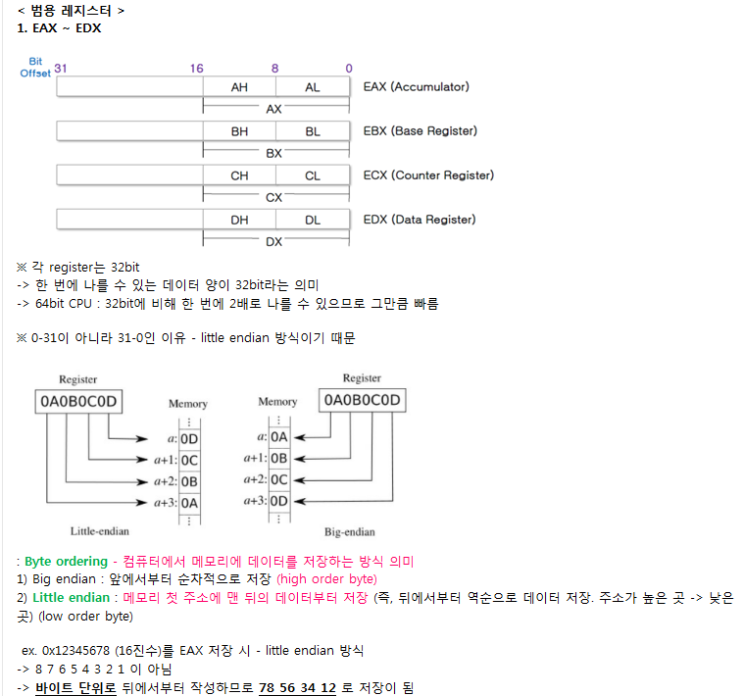 < 범용 레지스터 >
1. EAX ~ EDX
Bit Offset 31 16 8 0
AH AL EAX (Accumulator)
AX
BH BL EBX (Base Register)
BX
CH CL ECX (Counter Register)
CX
DH DL EDX (Data Register)
DX
※ 각 register는 32bit
-> 한 번에 나를 수 있는 데이터 양이 32bit라는 의미
-> 64bit CPU : 32bit에 비해 한 번에 2배로 나를 수 있으므로 그만큼 빠름
※ 0-31이 아니라 31-0인 이유 - little endian 방식이기 때문
Register
0A0B0C0D
Memory
⋮
a: 0D
a+1: 0C
a+2: 0B
a+3: 0A
⋮
Little-endian
Register
0A0B0C0D
Memory
⋮
a: 0A
a+1: 0B
a+2: 0C
a+3: 0D
⋮
Big-endian
: Byte ordering - 컴퓨터에서 메모리에 데이터를 저장하는 방식 의미
1) Big endian : 앞에서부터 순차적으로 저장 (high order byte)
2) Little endian : 메모리 첫 주소에 맨 뒤의 데이터부터 저장 (즉, 뒤에서부터 역순으로 데이터 저장. 주소가 높은 곳 -> 낮은
곳) (low order byte)
ex. 0x12345678 (16진수)를 EAX 저장 시 - little endian 방식
-> 8 7 6 5 4 3 2 1 이 아님
-> 바이트 단위로 뒤에서부터 작성하므로 78 56 34 12 로 저장이 됨